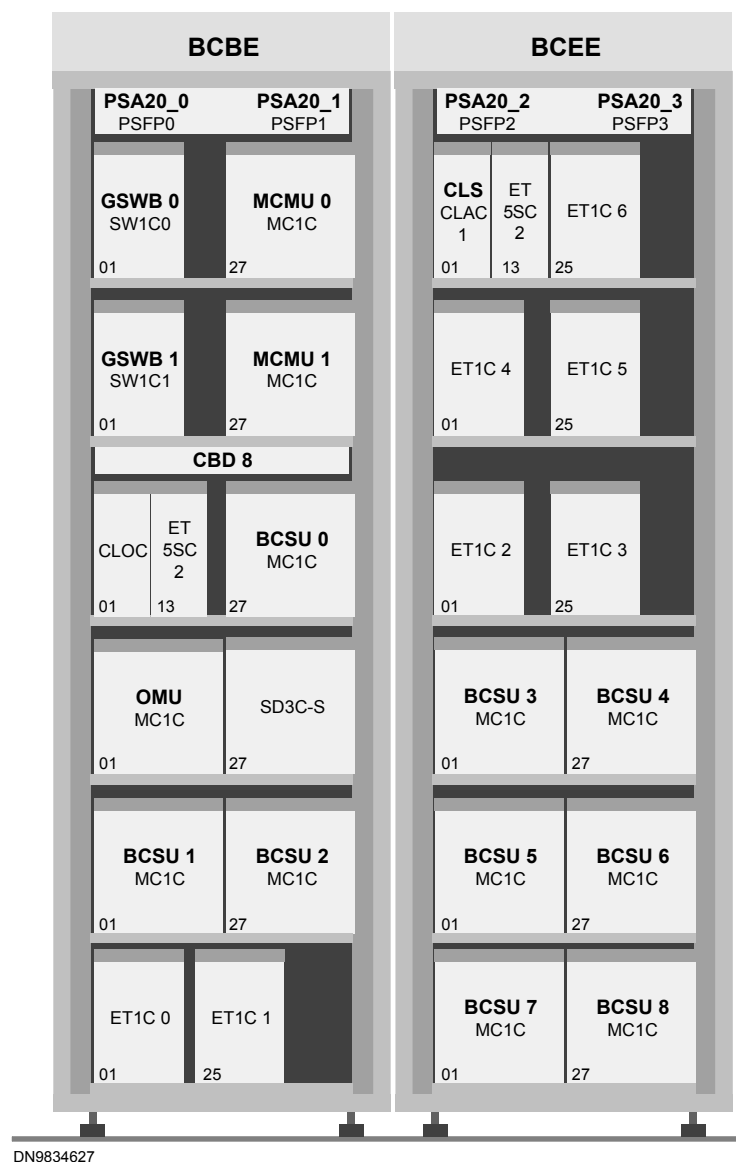 BCBE
PSA20_0 PSA20_1
PSFP0 PSFP1
GSWB 0
SW1C0
01
MCMU 0
MC1C
27
GSWB 1
SW1C1
01
MCMU 1
MC1C
27
CBD 8
CLOC
01
ET
5SC
2
13
BCSU 0
MC1C
27
OMU
MC1C
01
SD3C-S
27
BCSU 1
MC1C
01
BCSU 2
MC1C
27
ET1C 0
01
ET1C 1
25
BCEE
PSA20_2 PSA20_3
PSFP2 PSFP3
CLS
CLAC
1
01
ET
5SC
2
13
ET1C 6
25
ET1C 4
01
ET1C 5
25
ET1C 2
01
ET1C 3
25
BCSU 3
MC1C
01
BCSU 4
MC1C
27
BCSU 5
MC1C
01
BCSU 6
MC1C
27
BCSU 7
MC1C
01
BCSU 8
MC1C
27
DN9834627